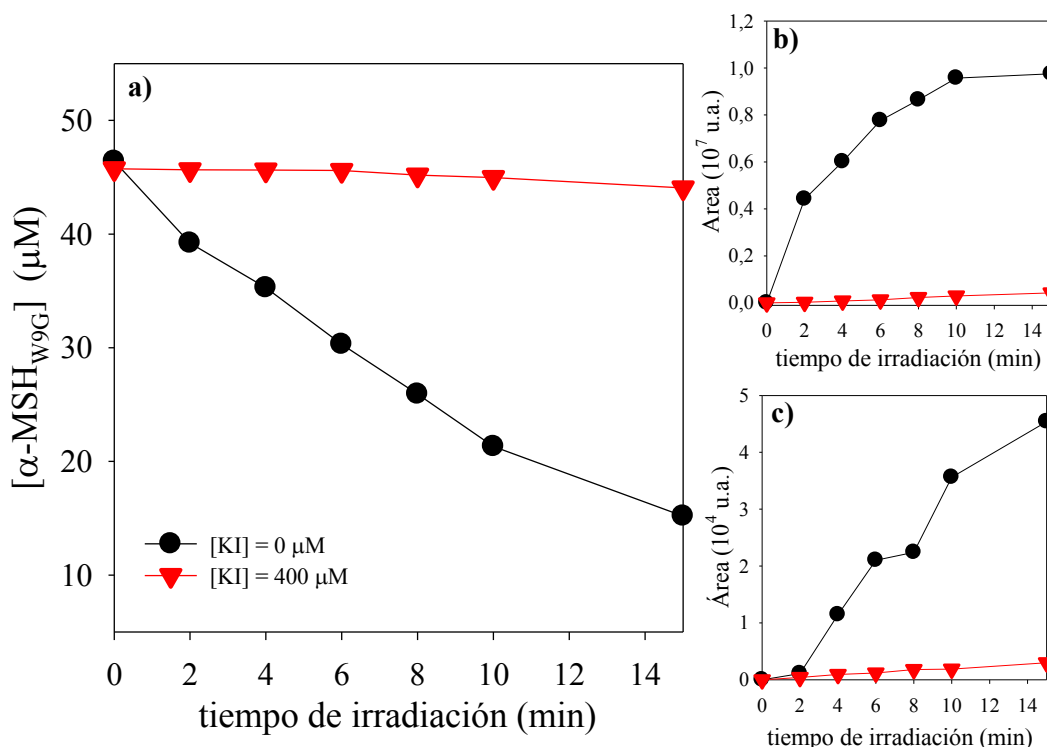 a)
[α-MSH_W9G] (µM)
50
40
30
20
10
[KI] = 0 µM
[KI] = 400 µM
0 2 4 6 8 10 12 14
tiempo de irradiación (min)
b)
Area (10^7 u.a.)
1,2
1,0
0,8
0,6
0,4
0,2
0,0
0 2 4 6 8 10 12 14
tiempo de irradiación (min)
c)
Área (10^4 u.a.)
5
4
3
2
1
0
0 2 4 6 8 10 12 14
tiempo de irradiación (min)